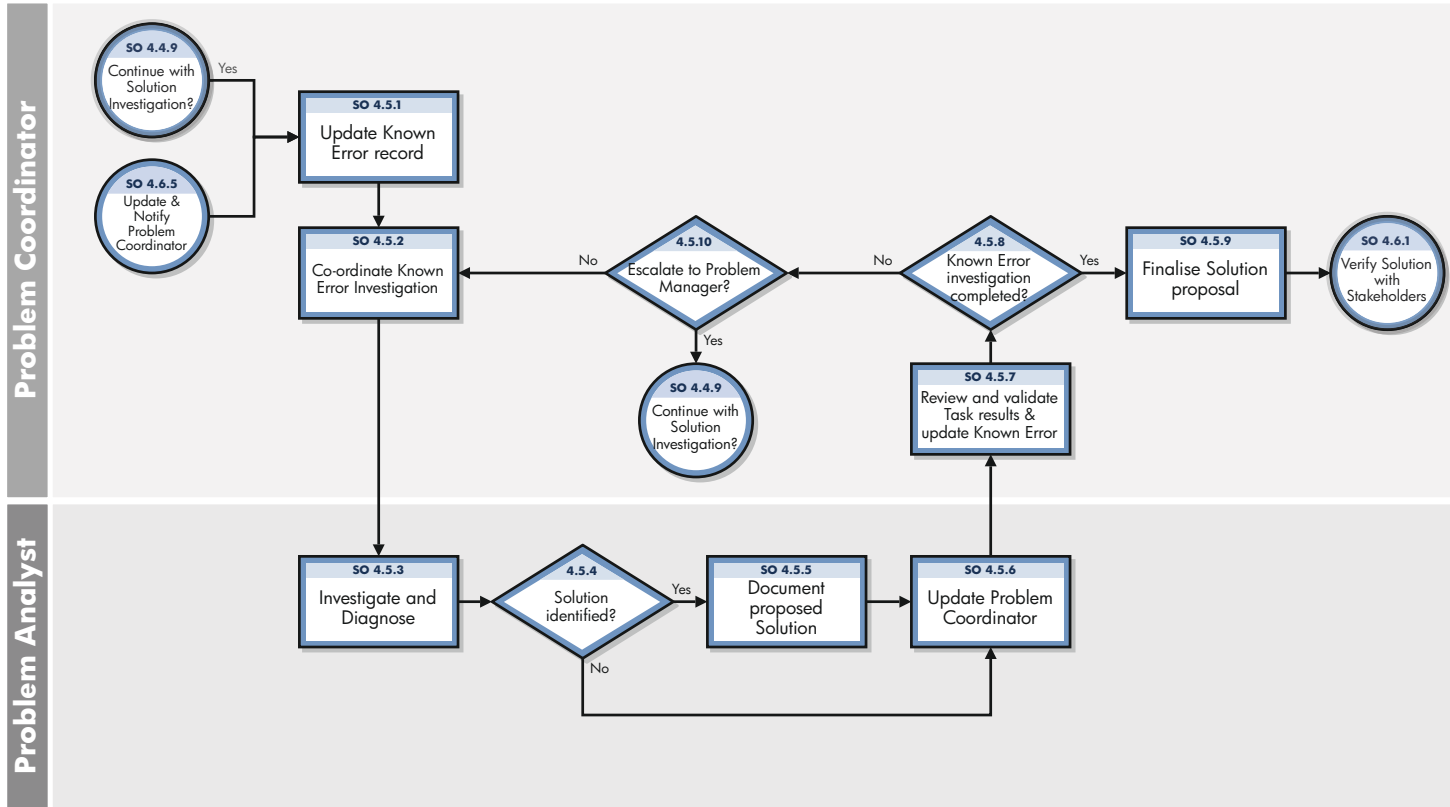 Problem Coordinator
SO 4.4.9
Continue with
Solution
Investigation?
Yes
SO 4.6.5
Update &
Notify
Problem
Coordinator
SO 4.5.1
Update Known
Error record
SO 4.5.2
Co-ordinate Known
Error Investigation
No
4.5.10
Escalate to Problem
Manager?
Yes
SO 4.4.9
Continue with
Solution
Investigation?
No
4.5.8
Known Error
investigation
completed?
Yes
SO 4.5.9
Finalise Solution
proposal
SO 4.6.1
Verify Solution
with
Stakeholders
SO 4.5.7
Review and validate
Task results &
update Known Error
Problem Analyst
SO 4.5.3
Investigate and
Diagnose
4.5.4
Solution
identified?
Yes
No
SO 4.5.5
Document
proposed
Solution
SO 4.5.6
Update Problem
Coordinator